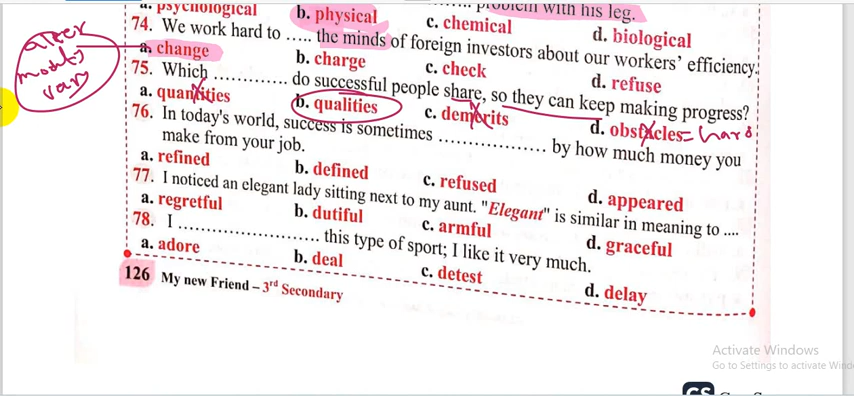 a. psychological b. physical c. chemical d. biological
problem with his leg.
74. We work hard to ..... the minds of foreign investors about our workers' efficiency.
a. change b. charge c. check d. refuse
75. Which ............. do successful people share, so they can keep making progress?
a. quantities b. qualities c. demerits d. obstacles = hard
76. In today's world, success is sometimes .................. by how much money you
make from your job.
a. refined b. defined c. refused d. appeared
77. I noticed an elegant lady sitting next to my aunt. "Elegant" is similar in meaning to ....
a. regretful b. dutiful c. armful d. graceful
78. I ........................ this type of sport; I like it very much.
a. adore b. deal c. detest d. delay
126 My new Friend – 3rd Secondary
Activate Windows
Go to Settings to activate Wind
GS